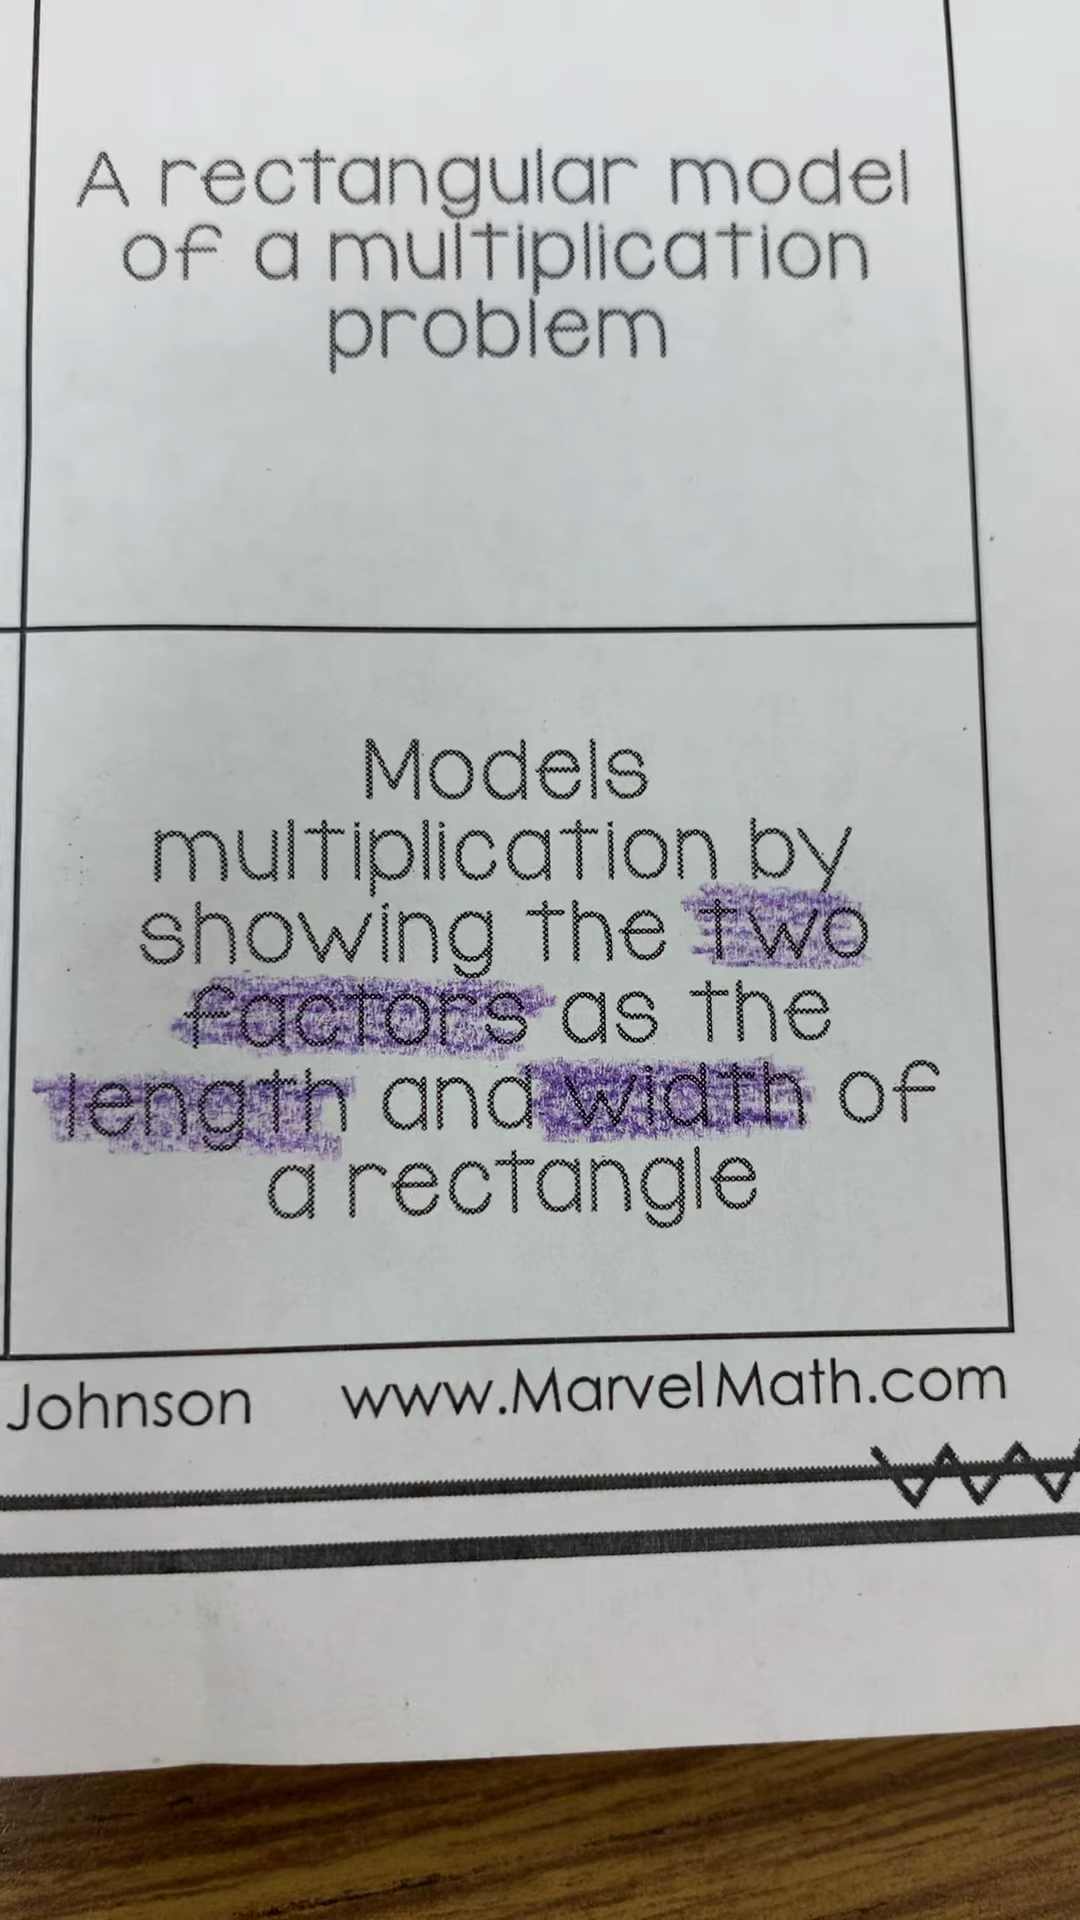 A rectangular model
of a multiplication
problem
Models
multiplication by
showing the two
factors as the
length and width of
a rectangle
Johnson www.MarvelMath.com